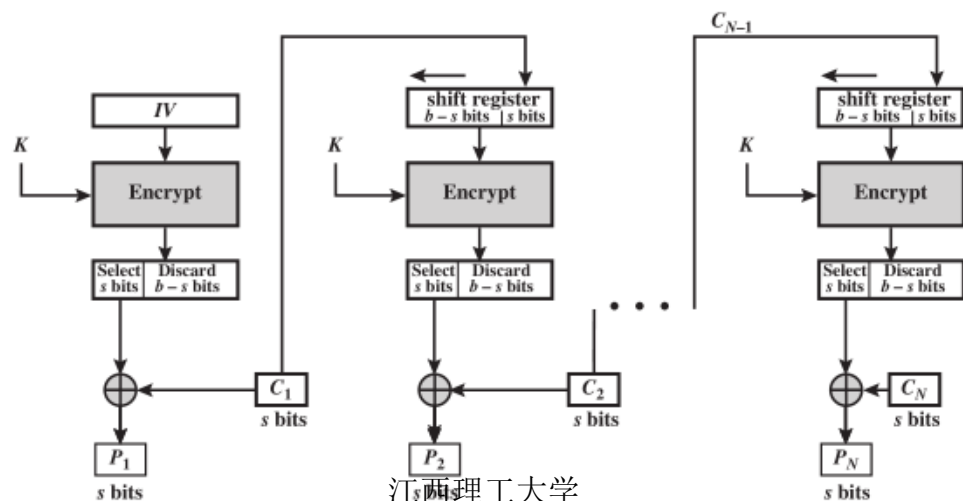 C_{N-1}
IV
shift register
b – s bits | s bits
shift register
b – s bits | s bits
K
K
K
Encrypt
Encrypt
Encrypt
Select s bits
Discard b – s bits
Select s bits
Discard b – s bits
Select s bits
Discard b – s bits
C_1
s bits
C_2
s bits
C_N
s bits
P_1
s bits
P_2
s bits
P_N
s bits
江西理工大学